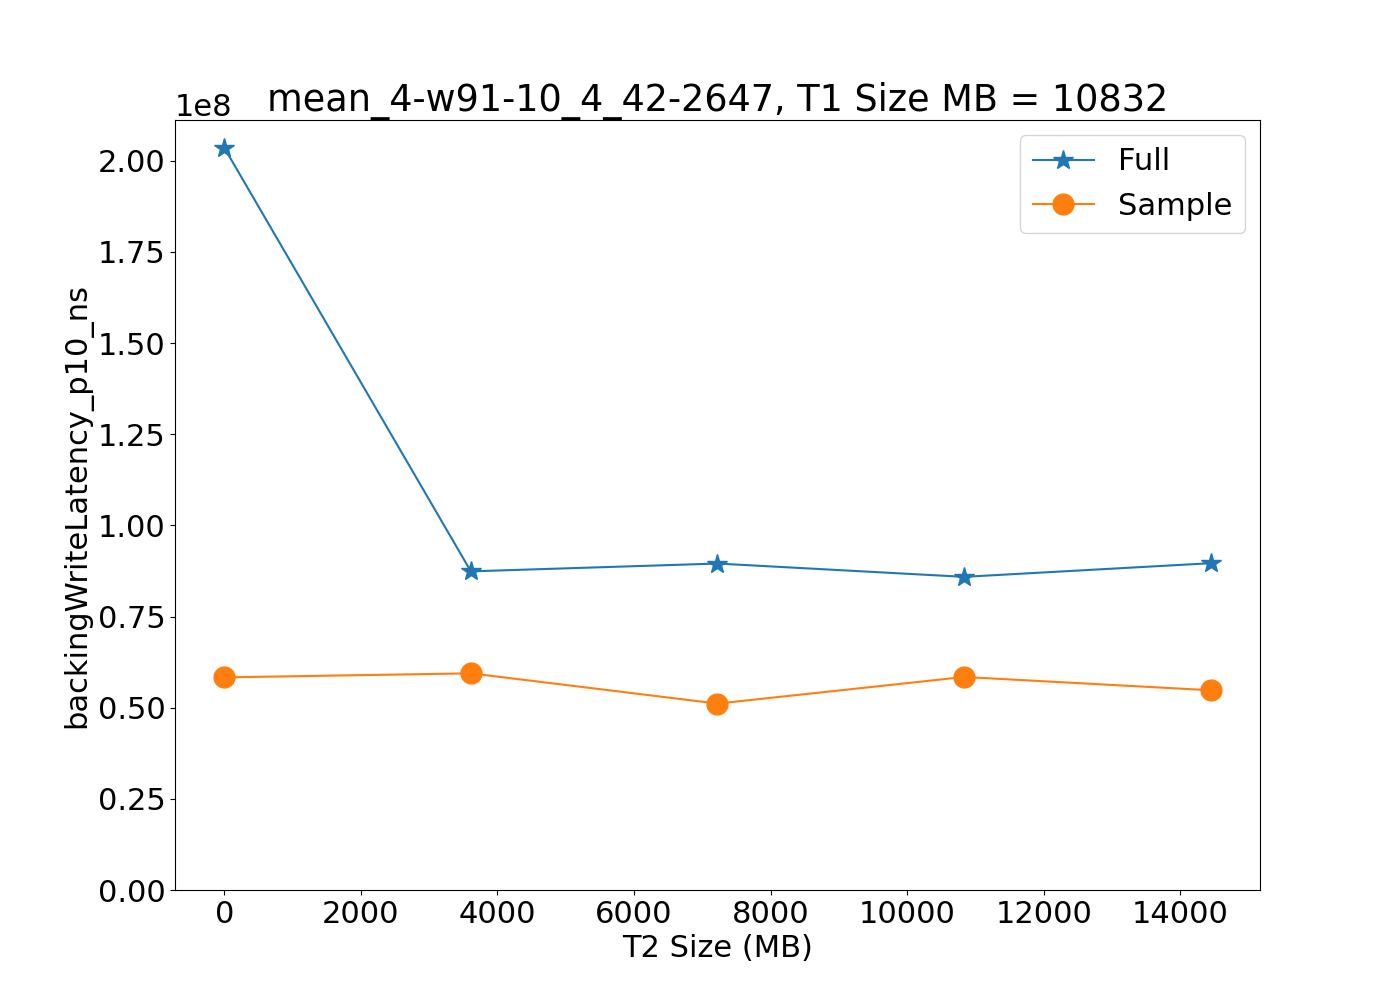 mean_4-w91-10_4_42-2647, T1 Size MB = 10832
1e8
2.00
1.75
1.50
1.25
1.00
0.75
0.50
0.25
0.00
backingWriteLatency_p10_ns
Full
Sample
0 2000 4000 6000 8000 10000 12000 14000
T2 Size (MB)